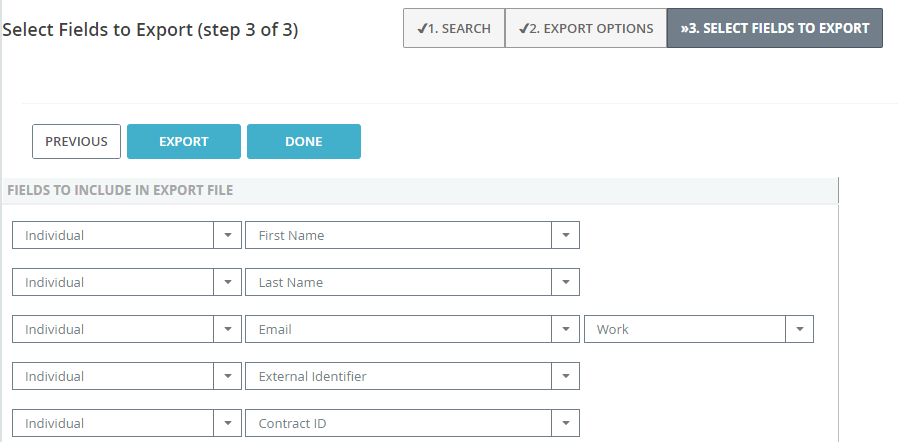 Select Fields to Export (step 3 of 3)
✓1. SEARCH ✓2. EXPORT OPTIONS »3. SELECT FIELDS TO EXPORT
PREVIOUS EXPORT DONE
FIELDS TO INCLUDE IN EXPORT FILE
Individual First Name
Individual Last Name
Individual Email Work
Individual External Identifier
Individual Contract ID